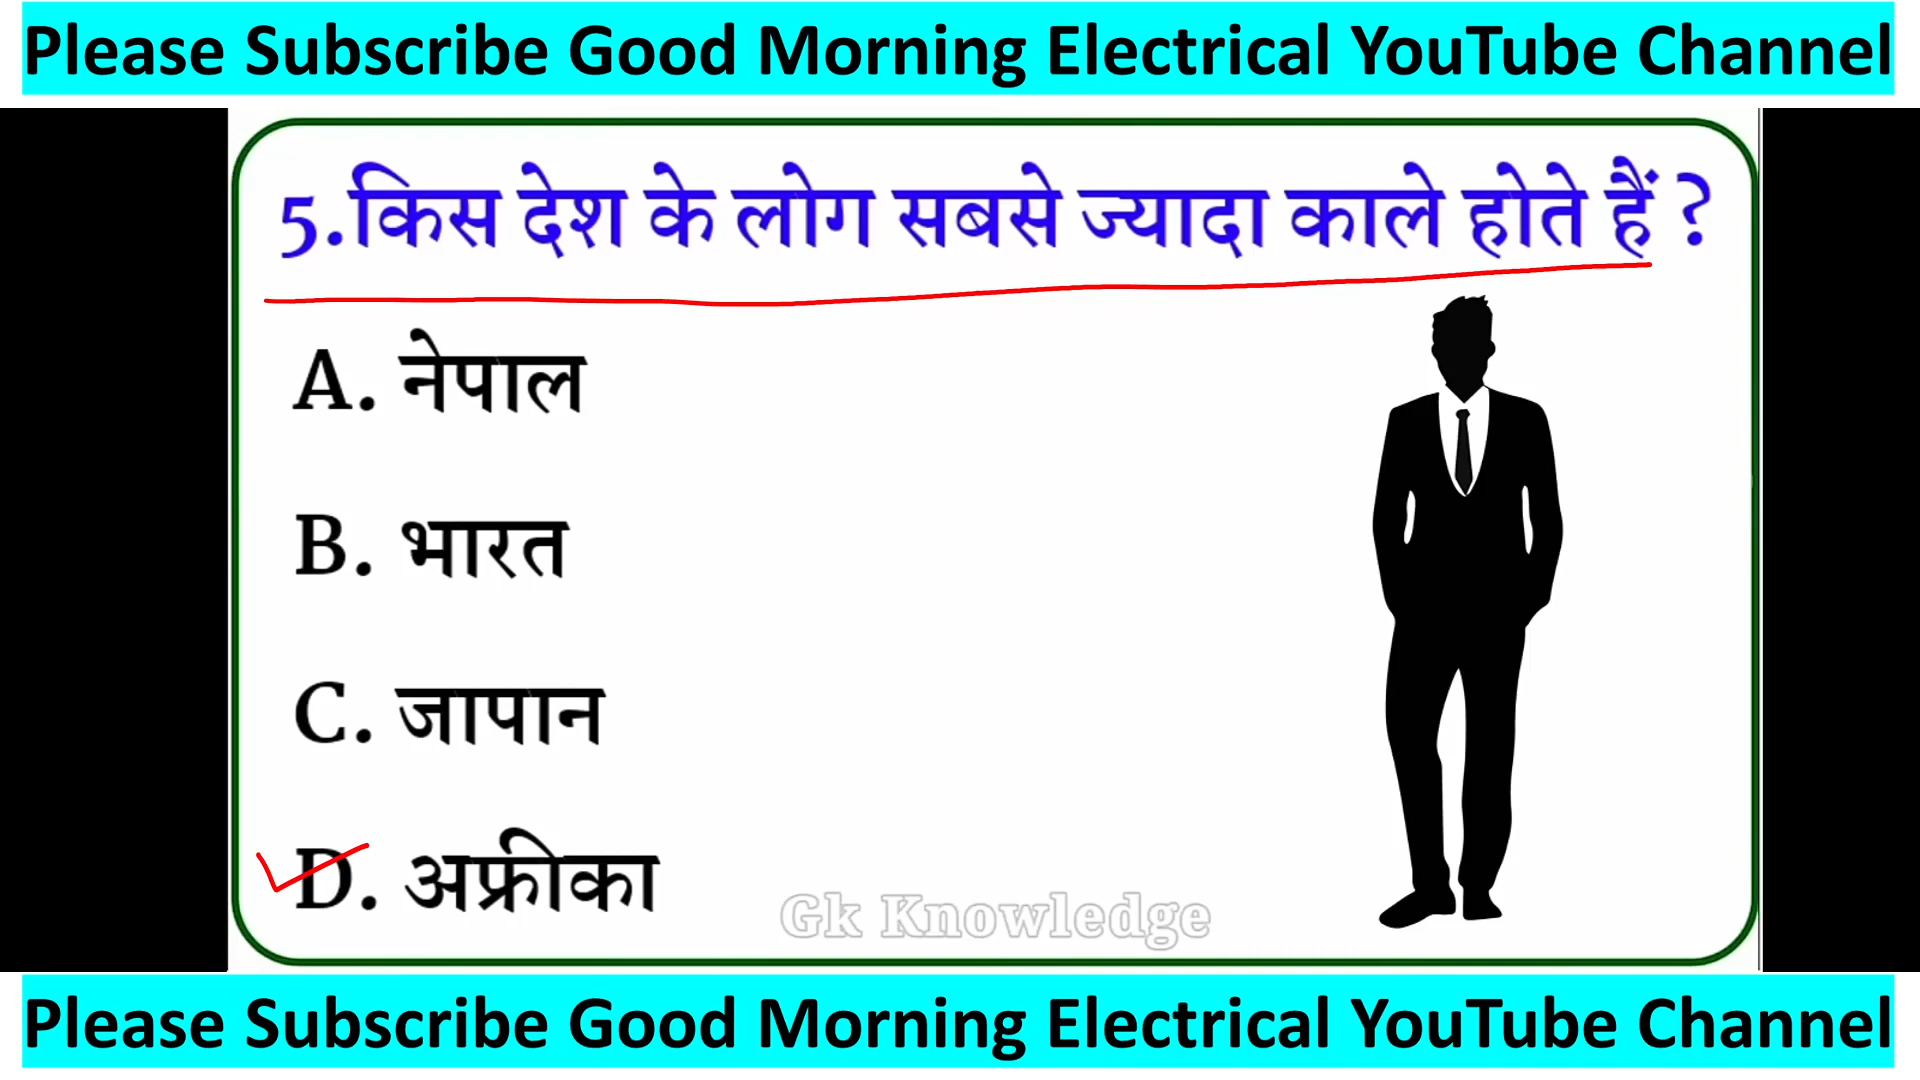 Please Subscribe Good Morning Electrical YouTube Channel
5.किस देश के लोग सबसे ज्यादा काले होते हैं ?
A. नेपाल
B. भारत
C. जापान
D. अफ्रीका
Gk Knowledge
Please Subscribe Good Morning Electrical YouTube Channel